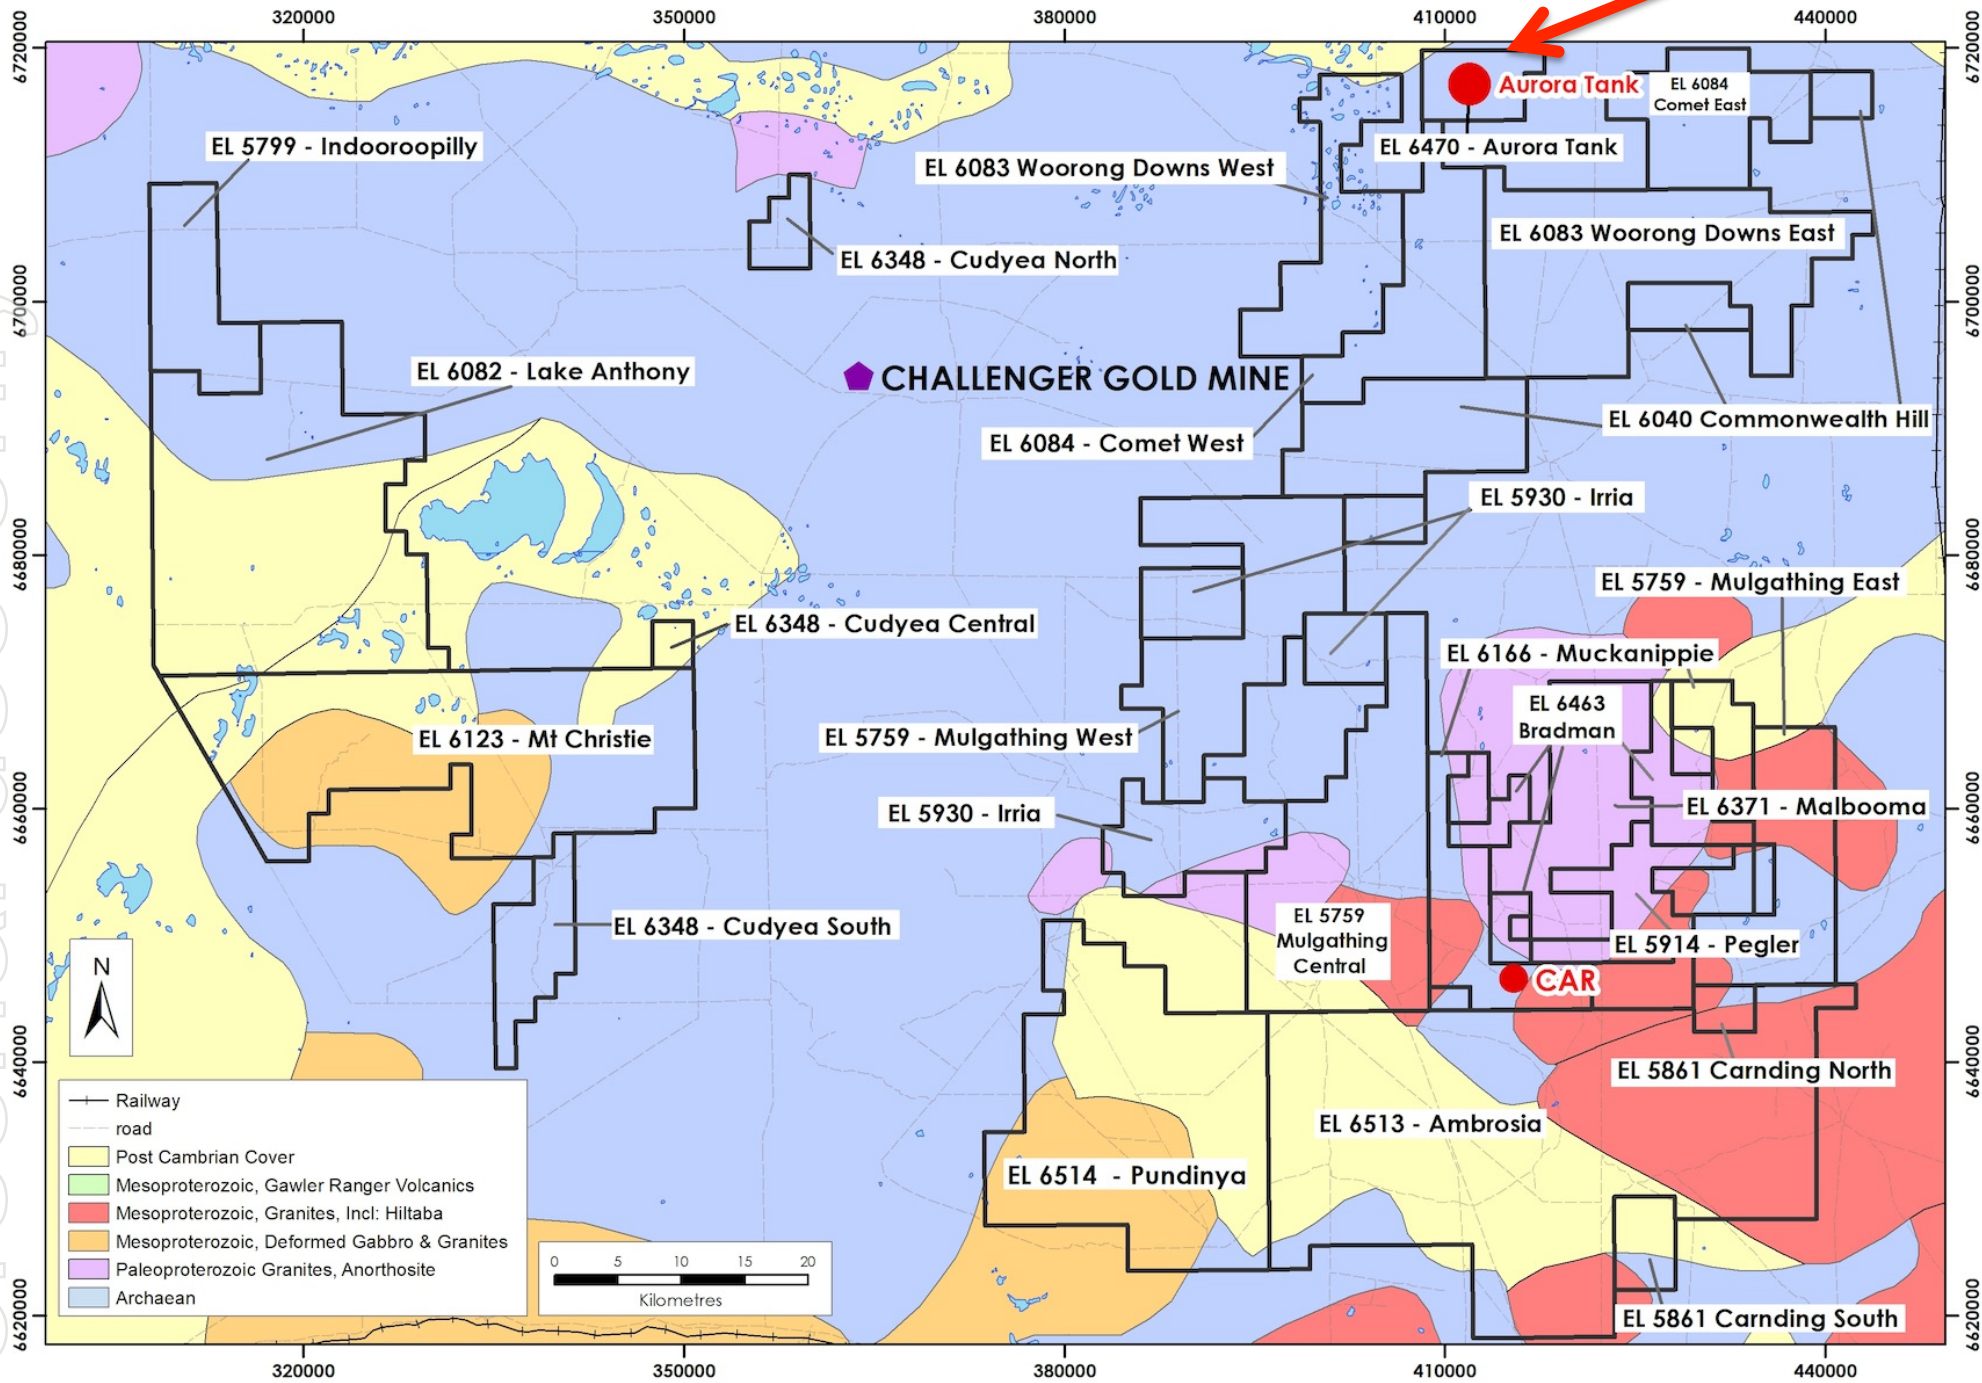 320000
350000
380000
410000
440000
6720000
6720000
Aurora Tank
EL 6084
Comet East
EL 5799 - Indooroopilly
EL 6470 - Aurora Tank
EL 6083 Woorong Downs West
EL 6083 Woorong Downs East
EL 6348 - Cudyea North
6700000
6700000
EL 6082 - Lake Anthony
CHALLENGER GOLD MINE
EL 6040 Commonwealth Hill
EL 6084 - Comet West
EL 5930 - Irria
6680000
6680000
EL 5759 - Mulgathing East
EL 6348 - Cudyea Central
EL 6166 - Muckanippie
EL 6463
Bradman
EL 6123 - Mt Christie
EL 5759 - Mulgathing West
6660000
6660000
EL 6371 - Malbooma
EL 5930 - Irria
EL 5759
Mulgathing
Central
EL 6348 - Cudyea South
EL 5914 - Pegler
CAR
N
6640000
6640000
EL 5861 Carnding North
EL 6513 - Ambrosia
EL 6514 - Pundinya
Railway
road
Post Cambrian Cover
Mesoproterozoic, Gawler Ranger Volcanics
Mesoproterozoic, Granites, Incl: Hiltaba
Mesoproterozoic, Deformed Gabbro & Granites
Paleoproterozoic Granites, Anorthosite
Archaean
0 5 10 15 20
Kilometres
EL 5861 Carnding South
6620000
6620000
320000
350000
380000
410000
440000